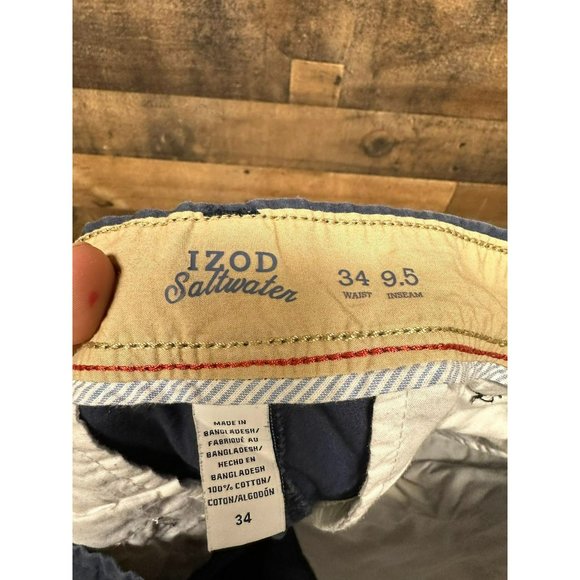 IZOD
Saltwater
34 9.5
WAIST INSEAM
MADE IN
BANGLADESH/
FABRIQUÉ AU
BANGLADESH/
HECHO EN
BANGLADESH
100% COTTON/
COTON/ALGODÓN
34